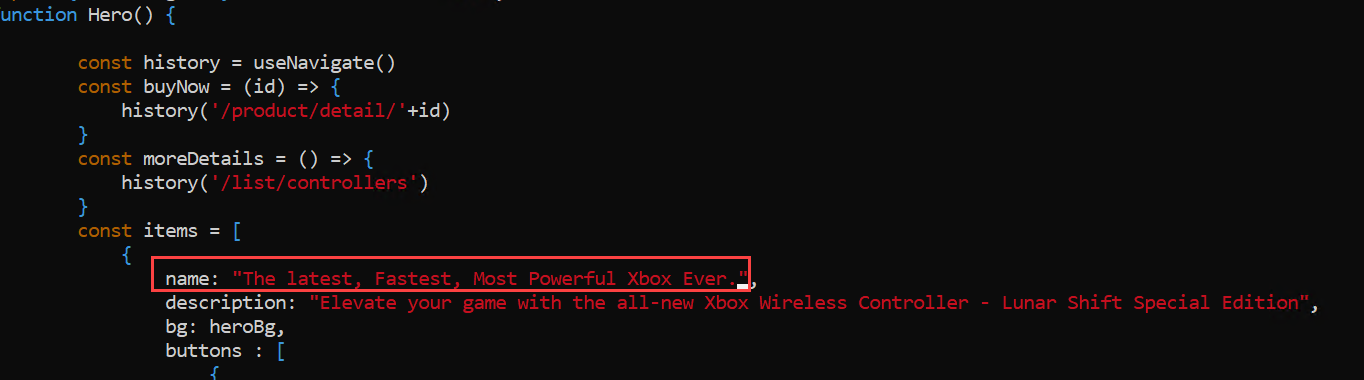 unction Hero() {
const history = useNavigate()
const buyNow = (id) => {
history('/product/detail/'+id)
}
const moreDetails = () => {
history('/list/controllers')
}
const items = [
{
name: "The latest, Fastest, Most Powerful Xbox Ever.",
description: "Elevate your game with the all-new Xbox Wireless Controller - Lunar Shift Special Edition",
bg: heroBg,
buttons : [
{